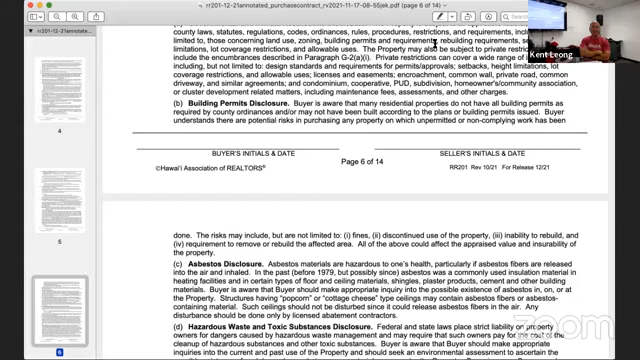 rr201-12-21annotated_purchasecontract_rv10/2021-11-17-08-55jek.pdf (page 6 of 14)
Search
rr201-12-21annotated...
county laws, statutes, regulations, codes, ordinances, rules, procedures, restrictions, and requirements, including, but not
limited to, those concerning land use, zoning, building permits and requirements, rebuilding requirements,
limitations, lot coverage restrictions, and allowable uses. The Property may also be subject to private
include the encumbrances described in Paragraph G-2(a)(i). Private restrictions can cover a wide range of
including, but not limited to: design standards and requirements for permits/approvals; setbacks, height limitations, lot
coverage restrictions, and allowable uses; licenses and easements; encroachment, common wall, private road, common
driveway, and similar agreements; and condominium, cooperative, PUD, subdivision, homeowner's/community association,
or cluster development related matters, including maintenance fees, assessments, and other charges.
(b) Building Permits Disclosure. Buyer is aware that many residential properties do not have all building permits as
required by county ordinances and/or may not have been built according to the plans or building permits issued. Buyer
understands there are potential risks in purchasing any property on which unpermitted or non-complying work has been
BUYER'S INITIALS & DATE
SELLER'S INITIALS & DATE
Page 6 of 14
©Hawai'i Association of REALTORS®
RR201 Rev 10/21 For Release 12/21
done. The risks may include, but are not limited to: (i) fines, (ii) discontinued use of the property, (iii) inability to rebuild, and
(iv) requirement to remove or rebuild the affected area. All of the above could affect the appraised value and insurability of
the property.
(c) Asbestos Disclosure. Asbestos materials are hazardous to one's health, particularly if asbestos fibers are released
into the air and inhaled. In the past (before 1979, but possibly since) asbestos was a commonly used insulation material in
heating facilities and in certain types of floor and ceiling materials, shingles, plaster products, cement and other building
materials. Buyer is aware that Buyer should make appropriate inquiry into the possible existence of asbestos in, on, or at
the Property. Structures having "popcorn" or "cottage cheese" type ceilings may contain asbestos fibers or asbestos-
containing material. Such ceilings should not be disturbed since it could release asbestos fibers in the air. Any
disturbance should be done only by licensed abatement contractors.
(d) Hazardous Waste and Toxic Substances Disclosure. Federal and state laws place strict liability on property
owners for dangers caused by hazardous waste management and may require that such owners pay for the cost of the
cleanup of hazardous substances and other toxic substances. Buyer is aware that Buyer should make appropriate
inquiries into the current and past use of the Property and should seek an environmental assessment to ascertain the
4
5
6
Kent Leong
zoom